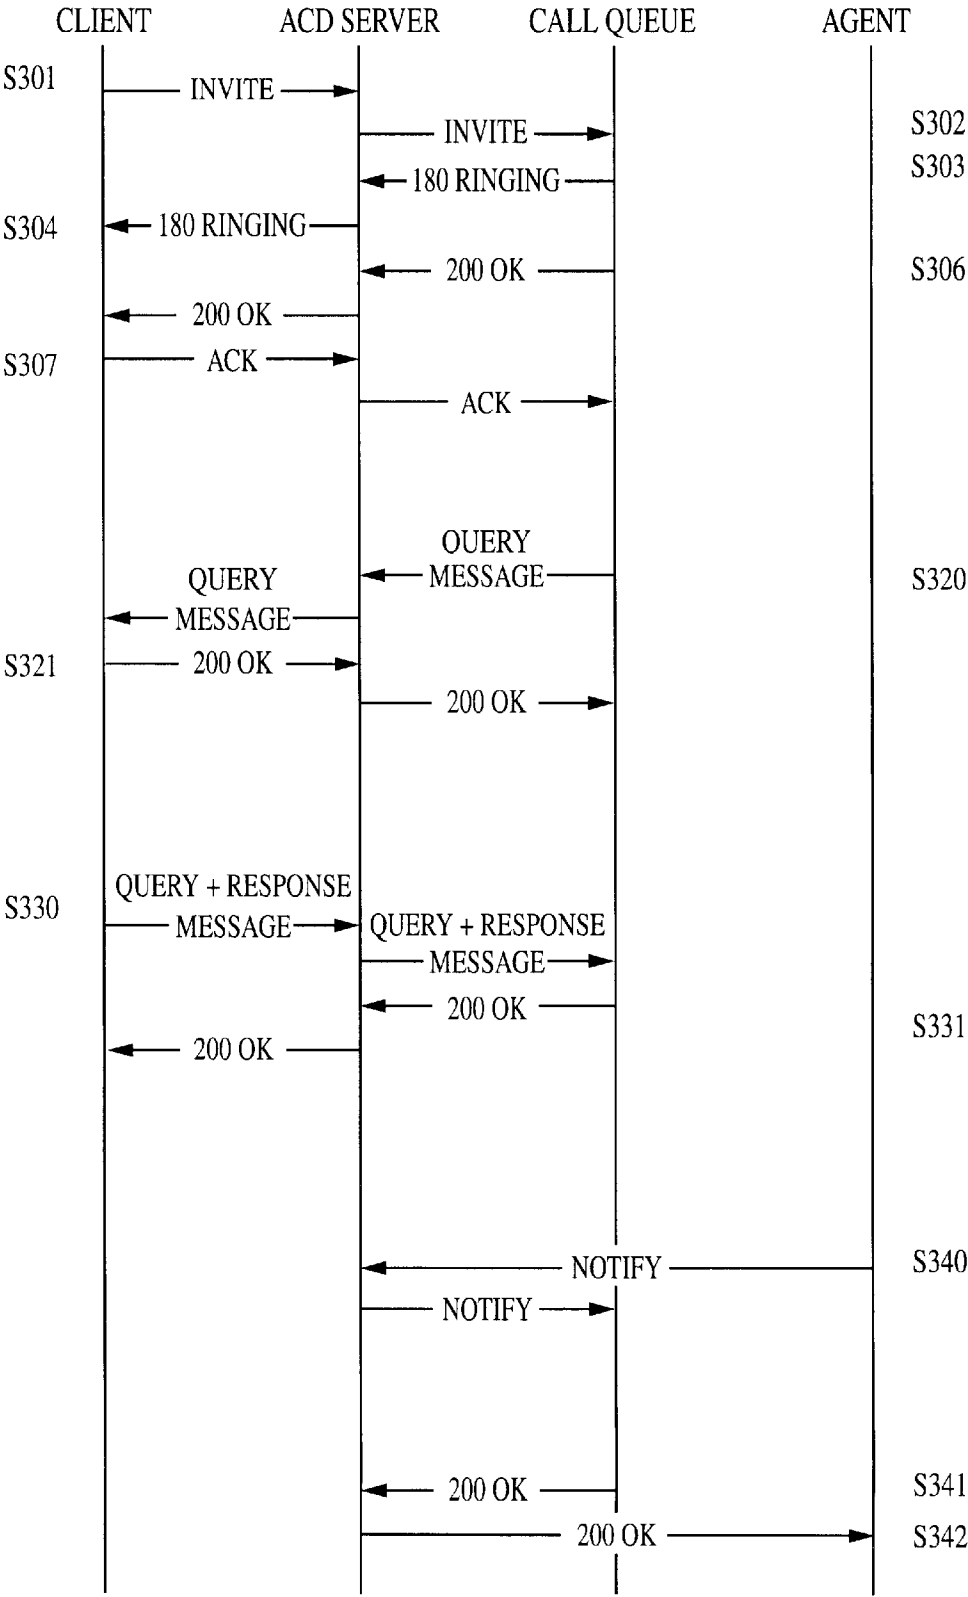 CLIENT ACD SERVER CALL QUEUE AGENT
S301 INVITE
INVITE S302
180 RINGING S303
S304 180 RINGING
200 OK S306
200 OK
S307 ACK
ACK
QUERY
MESSAGE S320
QUERY
MESSAGE
S321 200 OK
200 OK
QUERY + RESPONSE
S330 MESSAGE
QUERY + RESPONSE
MESSAGE
200 OK S331
200 OK
NOTIFY S340
NOTIFY
200 OK S341
200 OK S342